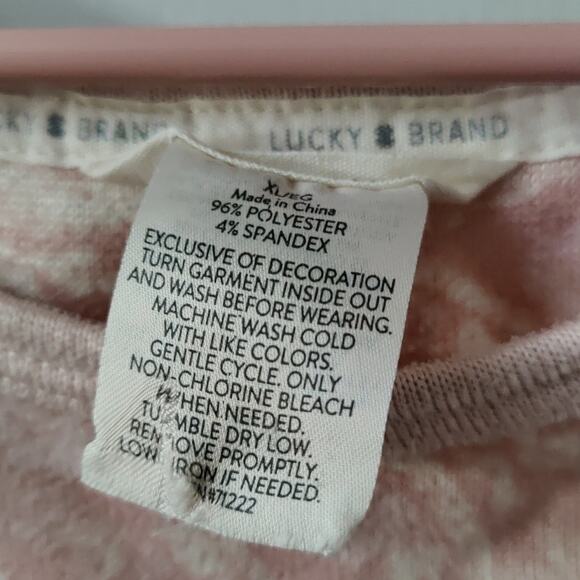 BRAND LUCKY BRAND
XL/EG
Made in China
96% POLYESTER
4% SPANDEX
EXCLUSIVE OF DECORATION
TURN GARMENT INSIDE OUT
AND WASH BEFORE WEARING.
MACHINE WASH COLD
WITH LIKE COLORS.
GENTLE CYCLE. ONLY
NON-CHLORINE BLEACH
WHEN NEEDED.
TUMBLE DRY LOW.
REMOVE PROMPTLY.
LOW IRON IF NEEDED.
#71222